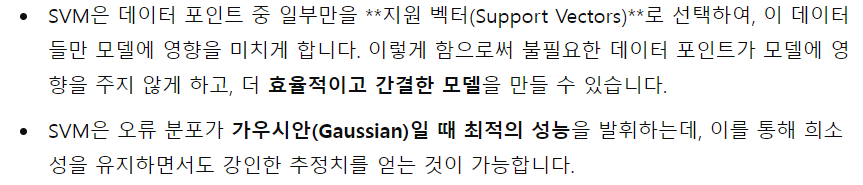 • SVM은 데이터 포인트 중 일부만을 **지원 벡터(Support Vectors)**로 선택하여, 이 데이터
들만 모델에 영향을 미치게 합니다. 이렇게 함으로써 불필요한 데이터 포인트가 모델에 영
향을 주지 않게 하고, 더 효율적이고 간결한 모델을 만들 수 있습니다.
• SVM은 오류 분포가 가우시안(Gaussian)일 때 최적의 성능을 발휘하는데, 이를 통해 희소
성을 유지하면서도 강인한 추정치를 얻는 것이 가능합니다.